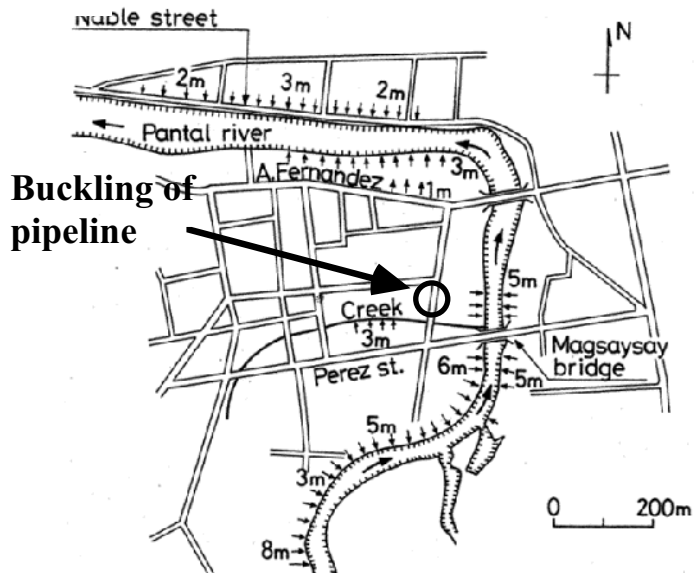 Nable street
N
2m
3m
2m
Pantal river
3m
A.Fernandez
1m
Buckling of
pipeline
5m
Creek
3m
Magsaysay
bridge
Perez st.
6m
5m
5m
3m
8m
0
200m